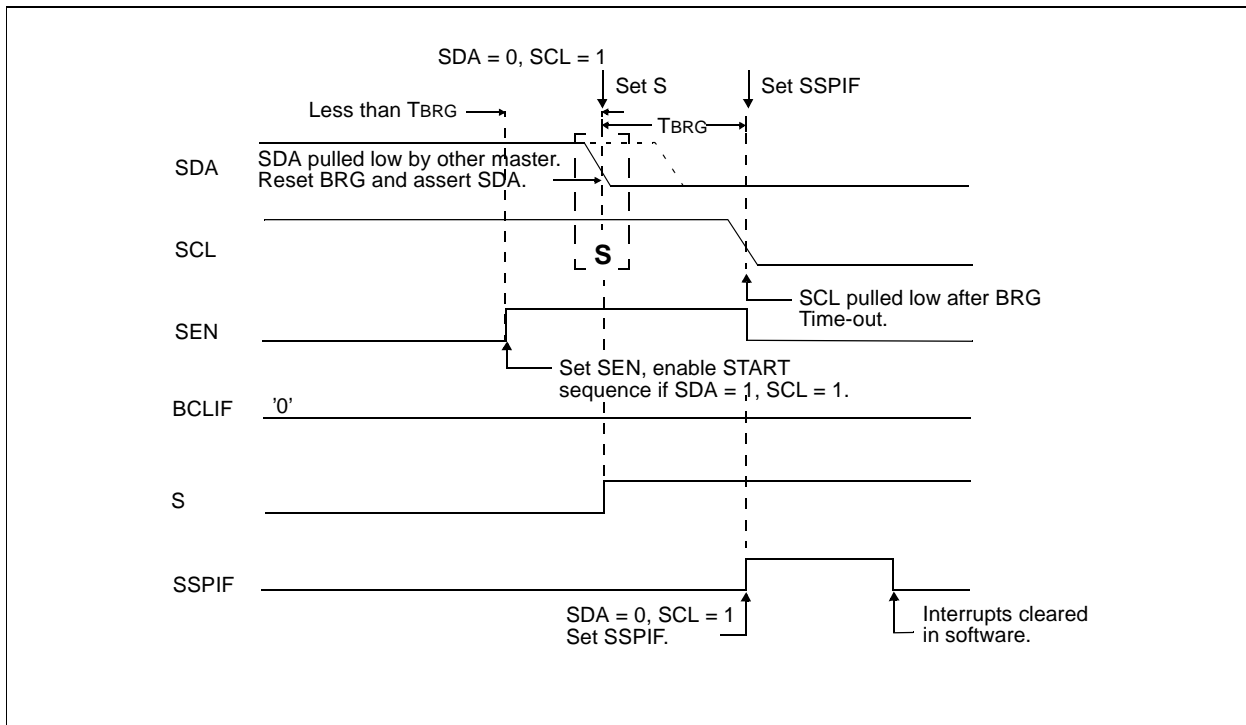 SDA = 0, SCL = 1
Set S
Set SSPIF
Less than TBRG
TBRG
SDA
SDA pulled low by other master.
Reset BRG and assert SDA.
SCL
S
SCL pulled low after BRG
Time-out.
SEN
Set SEN, enable START
sequence if SDA = 1, SCL = 1.
BCLIF
'0'
S
SSPIF
SDA = 0, SCL = 1
Set SSPIF.
Interrupts cleared
in software.